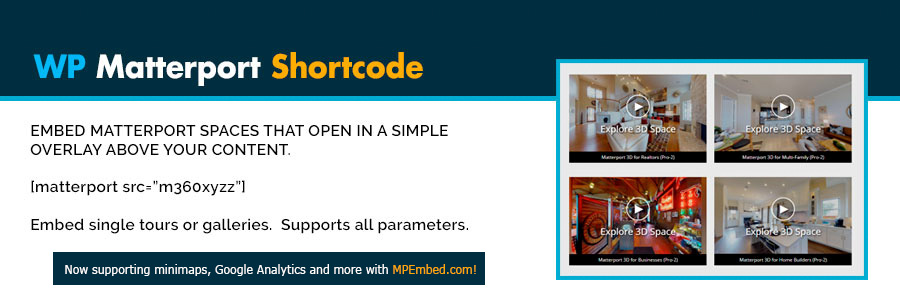 WP Matterport Shortcode
EMBED MATTERPORT SPACES THAT OPEN IN A SIMPLE
OVERLAY ABOVE YOUR CONTENT.
[matterport src=”m360xyzz”]
Embed single tours or galleries. Supports all parameters.
Now supporting minimaps, Google Analytics and more with MPEmbed.com!
Explore 3D Space
Matterport 3D for Realtors (Pro-2)
Explore 3D Space
Matterport 3D for Multi-Family (Pro-2)
Explore 3D Space
Matterport 3D for Businesses (Pro-2)
Explore 3D Space
Matterport 3D for Home Builders (Pro-2)